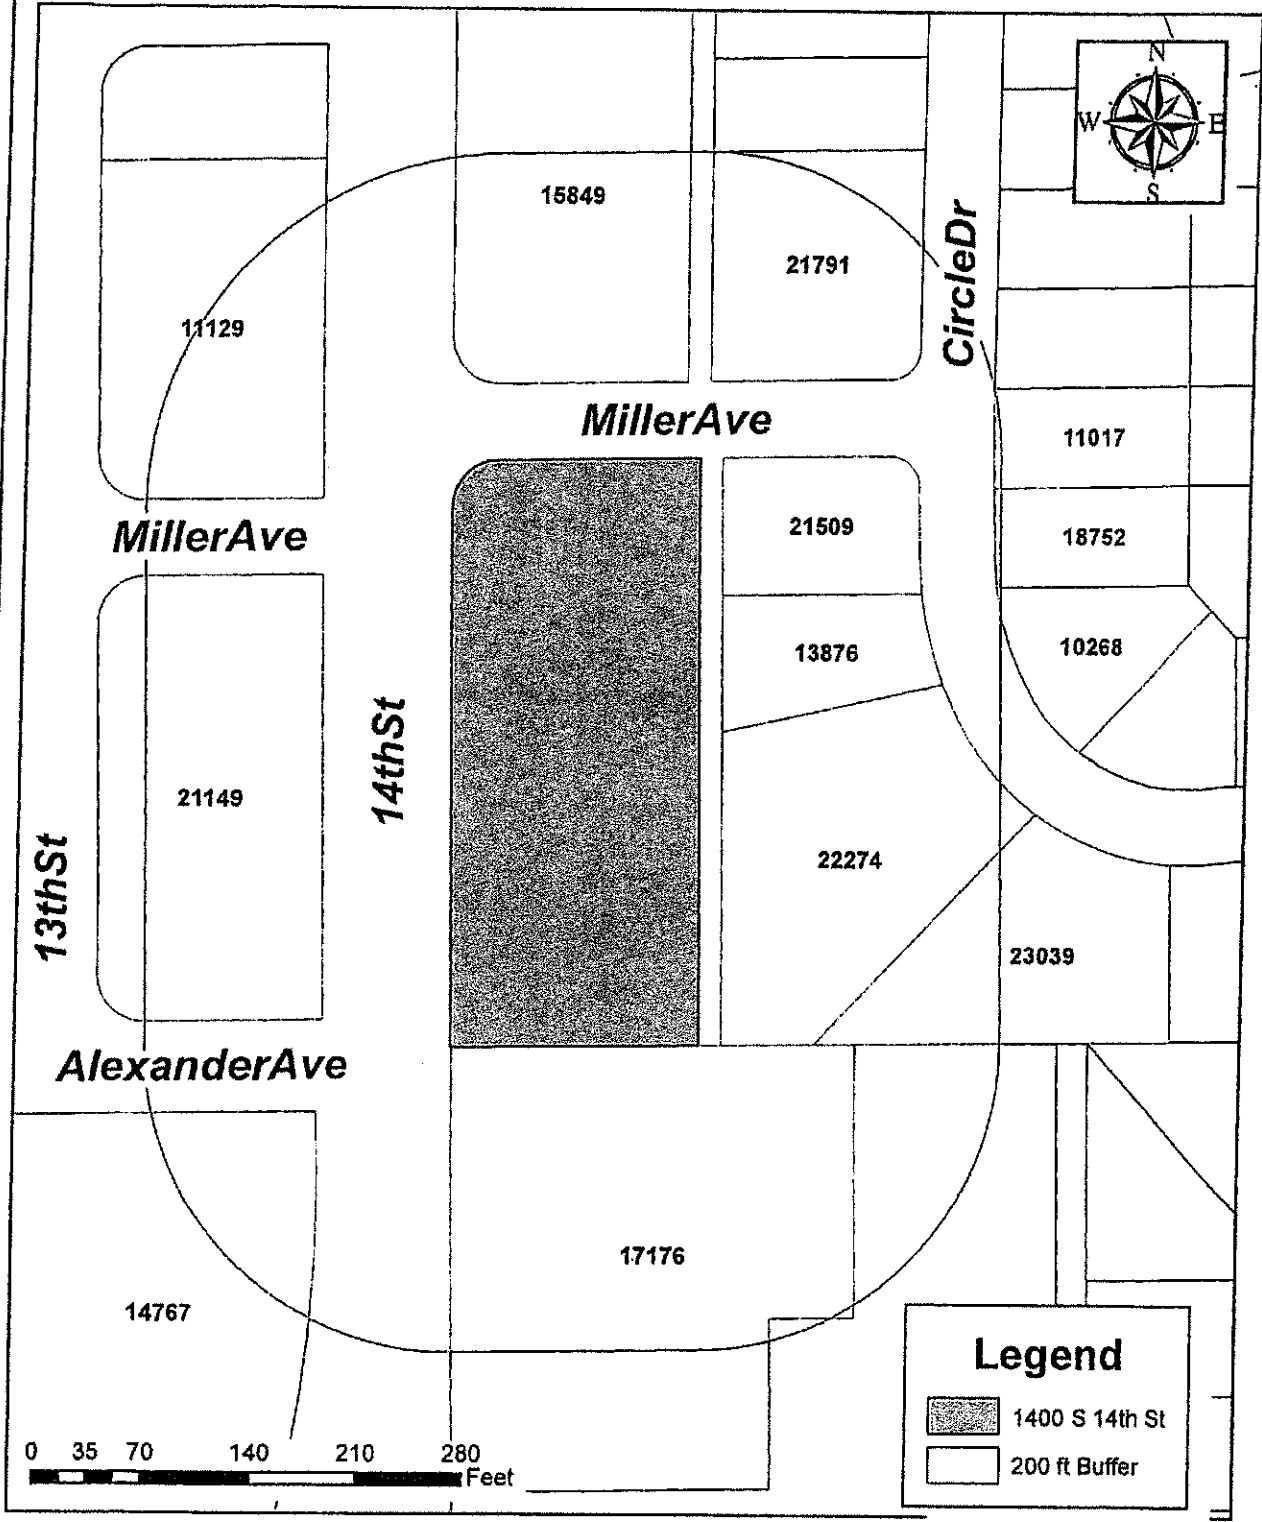 N
W E
S
15849
21791
CircleDr
11129
MillerAve
11017
21509
18752
MillerAve
13876
10268
14thSt
21149
22274
13thSt
23039
AlexanderAve
17176
14767
Legend
1400 S 14th St
200 ft Buffer
0 35 70 140 210 280
Feet